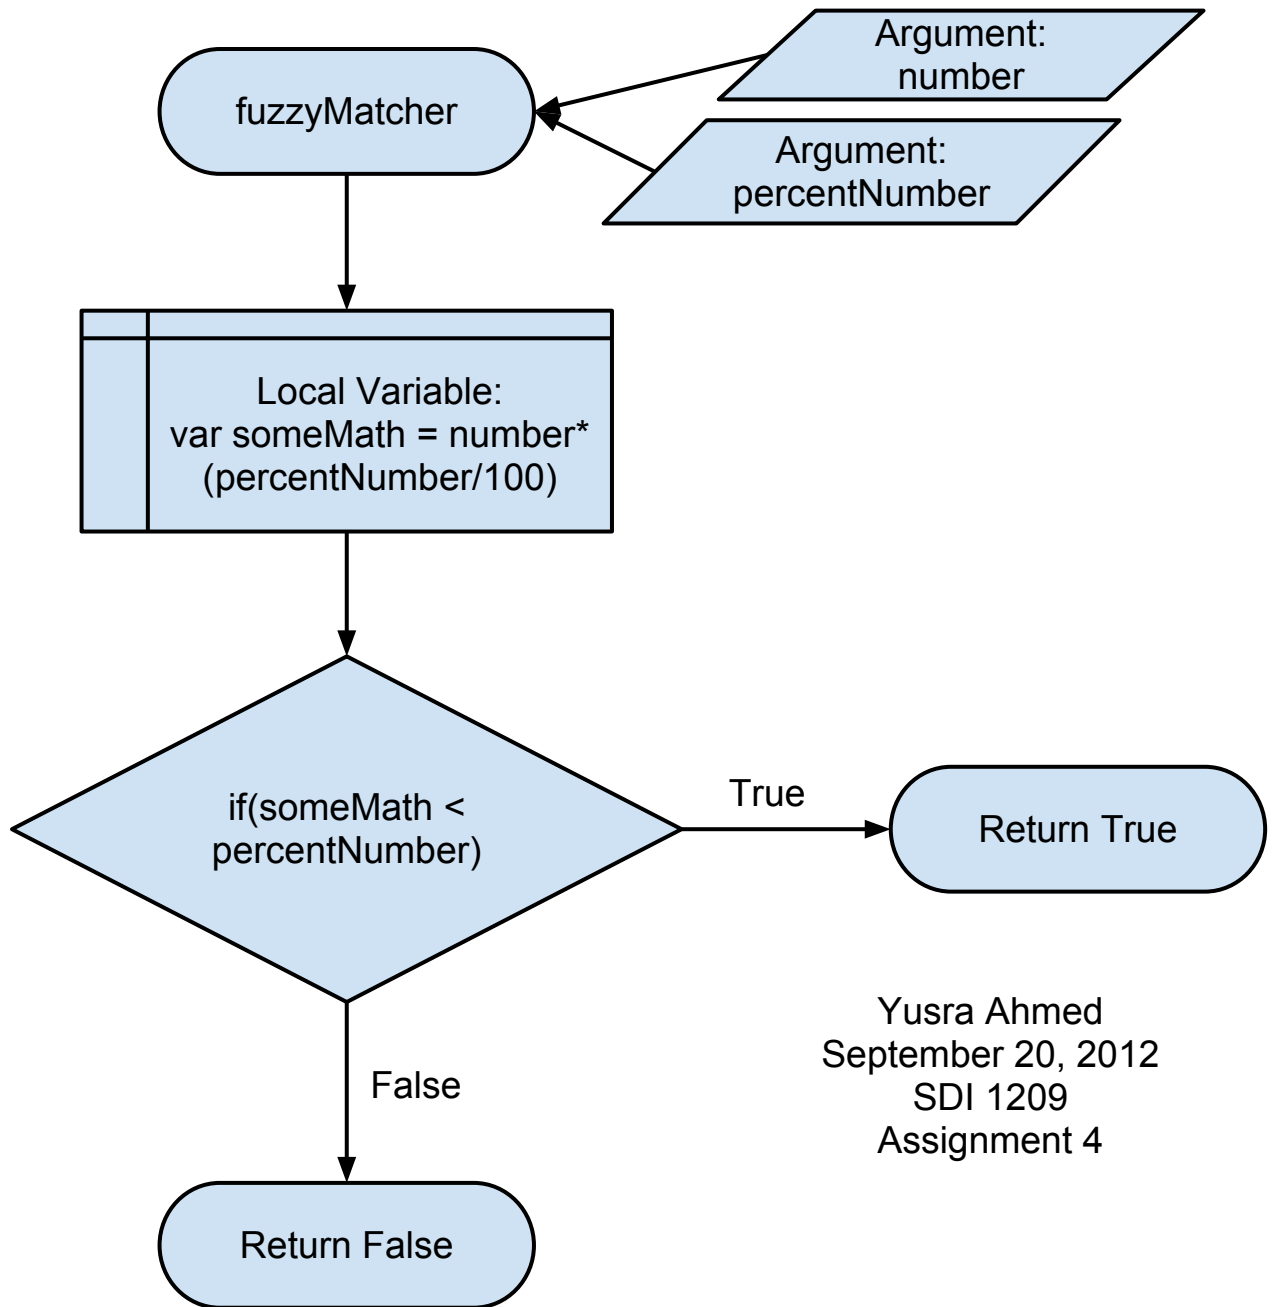 Argument:
number
fuzzyMatcher
Argument:
percentNumber
Local Variable:
var someMath = number*
(percentNumber/100)
if(someMath <
percentNumber)
True
Return True
False
Return False
Yusra Ahmed
September 20, 2012
SDI 1209
Assignment 4